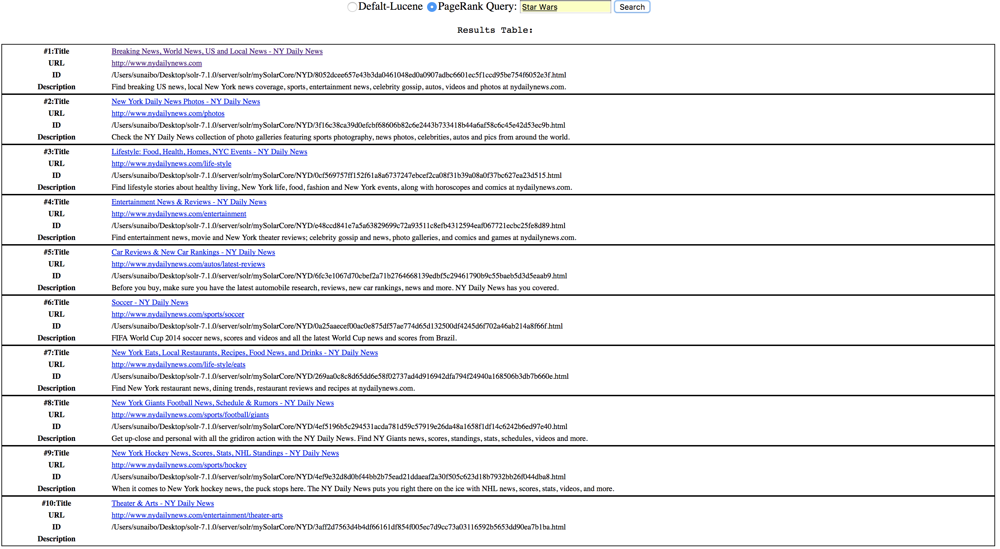 Defalt-Lucene PageRank Query: Star Wars Search
Results Table:
#1:Title Breaking News, World News, US and Local News - NY Daily News
URL http://www.nydailynews.com
ID /Users/sunaibo/Desktop/solr-7.1.0/server/solr/mySolarCore/NYD/8052dcee657e43b3da0461048ed0a0907adbc6601ec5f1ccd95be754f6052e3f.html
Description Find breaking US news, local New York news coverage, sports, entertainment news, celebrity gossip, autos, videos and photos at nydailynews.com.
#2:Title New York Daily News Photos - NY Daily News
URL http://www.nydailynews.com/photos
ID /Users/sunaibo/Desktop/solr-7.1.0/server/solr/mySolarCore/NYD/3f16c38ca39d0efcbf68606b82c6e2443b733418b44a6af58c6c45e42d53ec9b.html
Description Check the NY Daily News collection of photo galleries featuring sports photography, news photos, celebrities, autos and pics from around the world.
#3:Title Lifestyle: Food, Health, Homes, NYC Events - NY Daily News
URL http://www.nydailynews.com/life-style
ID /Users/sunaibo/Desktop/solr-7.1.0/server/solr/mySolarCore/NYD/0cf569757ff152f61a8a6737247ebcef2ca08f31b39a08a0f37bc627ea23d515.html
Description Find lifestyle stories about healthy living, New York life, food, fashion and New York events, along with horoscopes and comics at nydailynews.com.
#4:Title Entertainment News & Reviews - NY Daily News
URL http://www.nydailynews.com/entertainment
ID /Users/sunaibo/Desktop/solr-7.1.0/server/solr/mySolarCore/NYD/e48ccd841e7a5a63829699c72a93511c8efb4312594eaf067721ecbc25fe8d89.html
Description Find entertainment news, movie and New York theater reviews; celebrity gossip and news, photo galleries, and comics and games at nydailynews.com.
#5:Title Car Reviews & New Car Rankings - NY Daily News
URL http://www.nydailynews.com/autos/latest-reviews
ID /Users/sunaibo/Desktop/solr-7.1.0/server/solr/mySolarCore/NYD/6fc3e1067d70cbef2a71b2764668139edbf5c29461790b9c55baeb5d3d5eaab9.html
Description Before you buy, make sure you have the latest automobile research, reviews, new car rankings, news and more. NY Daily News has you covered.
#6:Title Soccer - NY Daily News
URL http://www.nydailynews.com/sports/soccer
ID /Users/sunaibo/Desktop/solr-7.1.0/server/solr/mySolarCore/NYD/0a25aaecef00ac0e875df57ae774d65d132500df4245d6f702a46ab214a8f66f.html
Description FIFA World Cup 2014 soccer news, scores and videos and all the latest World Cup news and scores from Brazil.
#7:Title New York Eats, Local Restaurants, Recipes, Food News, and Drinks - NY Daily News
URL http://www.nydailynews.com/life-style/eats
ID /Users/sunaibo/Desktop/solr-7.1.0/server/solr/mySolarCore/NYD/269aa0c8c8d65dd6e58f02737ad4d916942dfa794f24940a168506b3db7b660e.html
Description Find New York restaurant news, dining trends, restaurant reviews and recipes at nydailynews.com.
#8:Title New York Giants Football News, Schedule & Rumors - NY Daily News
URL http://www.nydailynews.com/sports/football/giants
ID /Users/sunaibo/Desktop/solr-7.1.0/server/solr/mySolarCore/NYD/4ef5196b5c294531acda781d59c57919e26da48a1658f1df14c6242b6ed97e40.html
Description Get up-close and personal with all the gridiron action with the NY Daily News. Find NY Giants news, scores, standings, stats, schedules, videos and more.
#9:Title New York Hockey News, Scores, Stats, NHL Standings - NY Daily News
URL http://www.nydailynews.com/sports/hockey
ID /Users/sunaibo/Desktop/solr-7.1.0/server/solr/mySolarCore/NYD/4ef9e32d8d0bf44bb2b75ead21ddaeaf2a30f505c623d18b7932bb26f044dba8.html
Description When it comes to New York hockey news, the puck stops here. The NY Daily News puts you right there on the ice with NHL news, scores, stats, videos, and more.
#10:Title Theater & Arts - NY Daily News
URL http://www.nydailynews.com/entertainment/theater-arts
ID /Users/sunaibo/Desktop/solr-7.1.0/server/solr/mySolarCore/NYD/3aff2d7563d4b4df66161df854f005ec7d9cc73a03116592b5653dd90ea7b1ba.html
Description